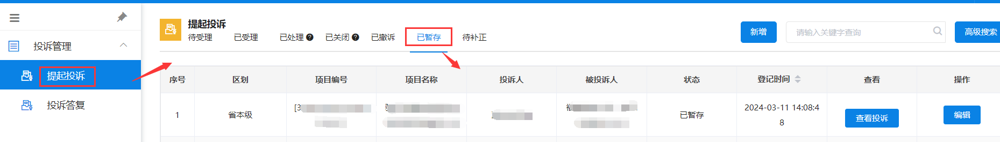 投诉管理
提起投诉
投诉答复
提起投诉
待受理 已受理 已处理 已关闭 已撤诉 已暂存 待补正
新增 请输入关键字查询 高级搜索
序号 区划 项目编号 项目名称 投诉人 被投诉人 状态 登记时间 查看 操作
1 省本级 [3 已暂存 2024-03-11 14:08:4
8 查看投诉 编辑